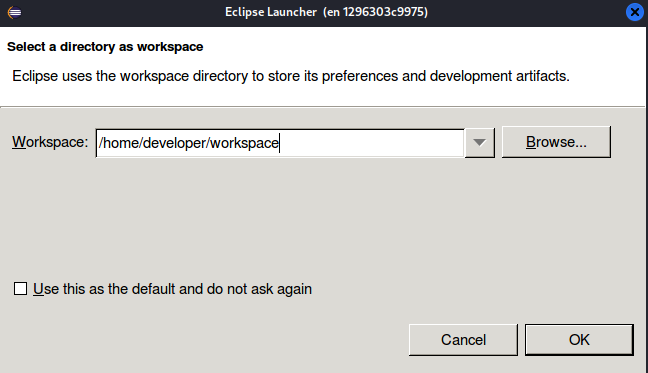 Eclipse Launcher (en 1296303c9975)
Select a directory as workspace
Eclipse uses the workspace directory to store its preferences and development artifacts.
Workspace: /home/developer/workspace Browse...
Use this as the default and do not ask again
Cancel OK